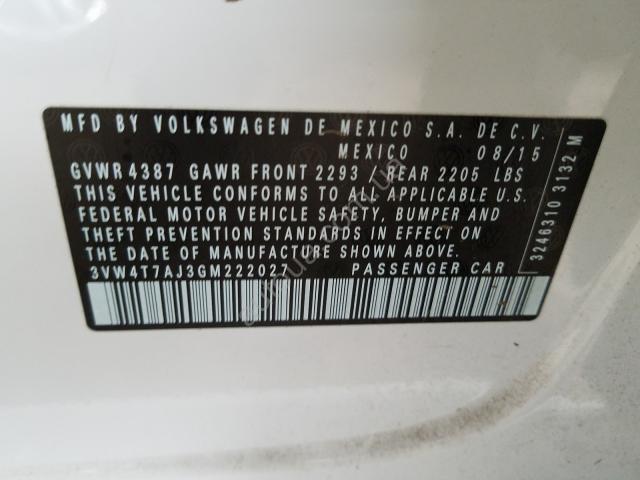 MFD BY VOLKSWAGEN DE MEXICO S.A. DE C.V.
MEXICO 08/15
GVWR 4387 GAWR FRONT 2293 / REAR 2205 LBS
THIS VEHICLE CONFORMS TO ALL APPLICABLE U.S.
FEDERAL MOTOR VEHICLE SAFETY, BUMPER AND
THEFT PREVENTION STANDARDS IN EFFECT ON
THE DATE OF MANUFACTURE SHOWN ABOVE.
3VW4T7AJ3GM222027 PASSENGER CAR
3246310 3132 M